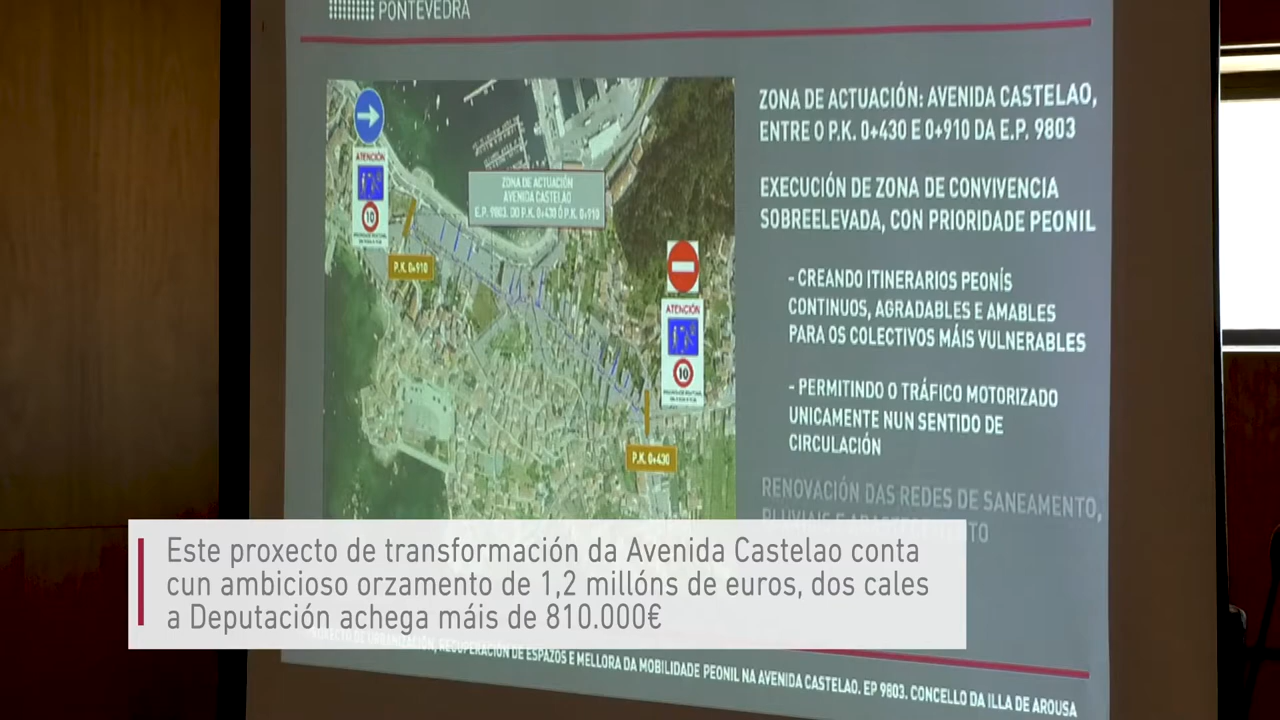 PONTEVEDRA
ZONA DE ACTUACIÓN: AVENIDA CASTELAO,
ENTRE O P.K. 0+430 E 0+910 DA E.P. 9803
EXECUCIÓN DE ZONA DE CONVIVENCIA
SOBREELEVADA, CON PRIORIDADE PEONIL
- CREANDO ITINERARIOS PEONÍS
CONTINUOS, AGRADABLES E AMABLES
PARA OS COLECTIVOS MÁIS VULNERABLES
- PERMITINDO O TRÁFICO MOTORIZADO
UNICAMENTE NUN SENTIDO DE
CIRCULACIÓN
RENOVACIÓN DAS REDES DE SANEAMENTO,
ATENCIÓN
10
ZONA DE ACTUACIÓN
AVENIDA CASTELAO
E.P. 9803. DO P.K. 0+430 Ó P.K. 0+910
P.K. 0+910
ATENCIÓN
10
P.K. 0+430
Este proxecto de transformación da Avenida Castelao conta
cun ambicioso orzamento de 1,2 millóns de euros, dos cales
a Deputación achega máis de 810.000€
PROXECTO DE URBANIZACIÓN, RECUPERACIÓN DE ESPAZOS E MELLORA DA MOBILIDADE PEONIL NA AVENIDA CASTELAO. EP 9803. CONCELLO DA ILLA DE AROUSA